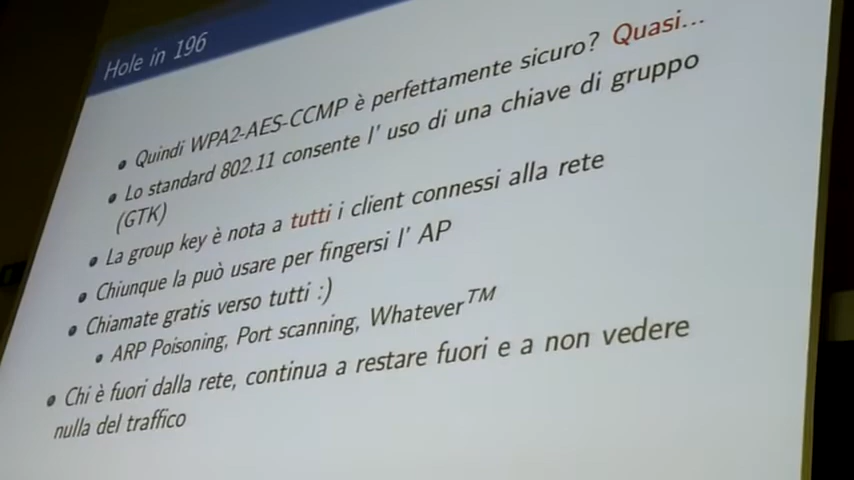 Hole in 196
Quindi WPA2-AES-CCMP è perfettamente sicuro? Quasi...
Lo standard 802.11 consente l' uso di una chiave di gruppo
(GTK)
La group key è nota a tutti i client connessi alla rete
Chiunque la può usare per fingersi l' AP
Chiamate gratis verso tutti :)
ARP Poisoning, Port scanning, Whatever™
Chi è fuori dalla rete, continua a restare fuori e a non vedere
nulla del traffico